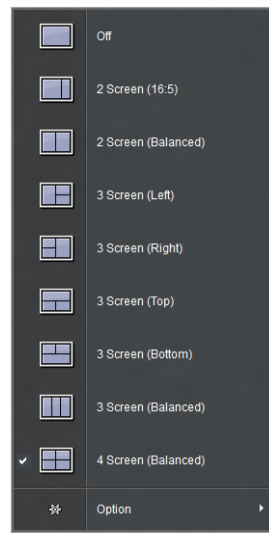 Off
2 Screen (16:5)
2 Screen (Balanced)
3 Screen (Left)
3 Screen (Right)
3 Screen (Top)
3 Screen (Bottom)
3 Screen (Balanced)
4 Screen (Balanced)
Option